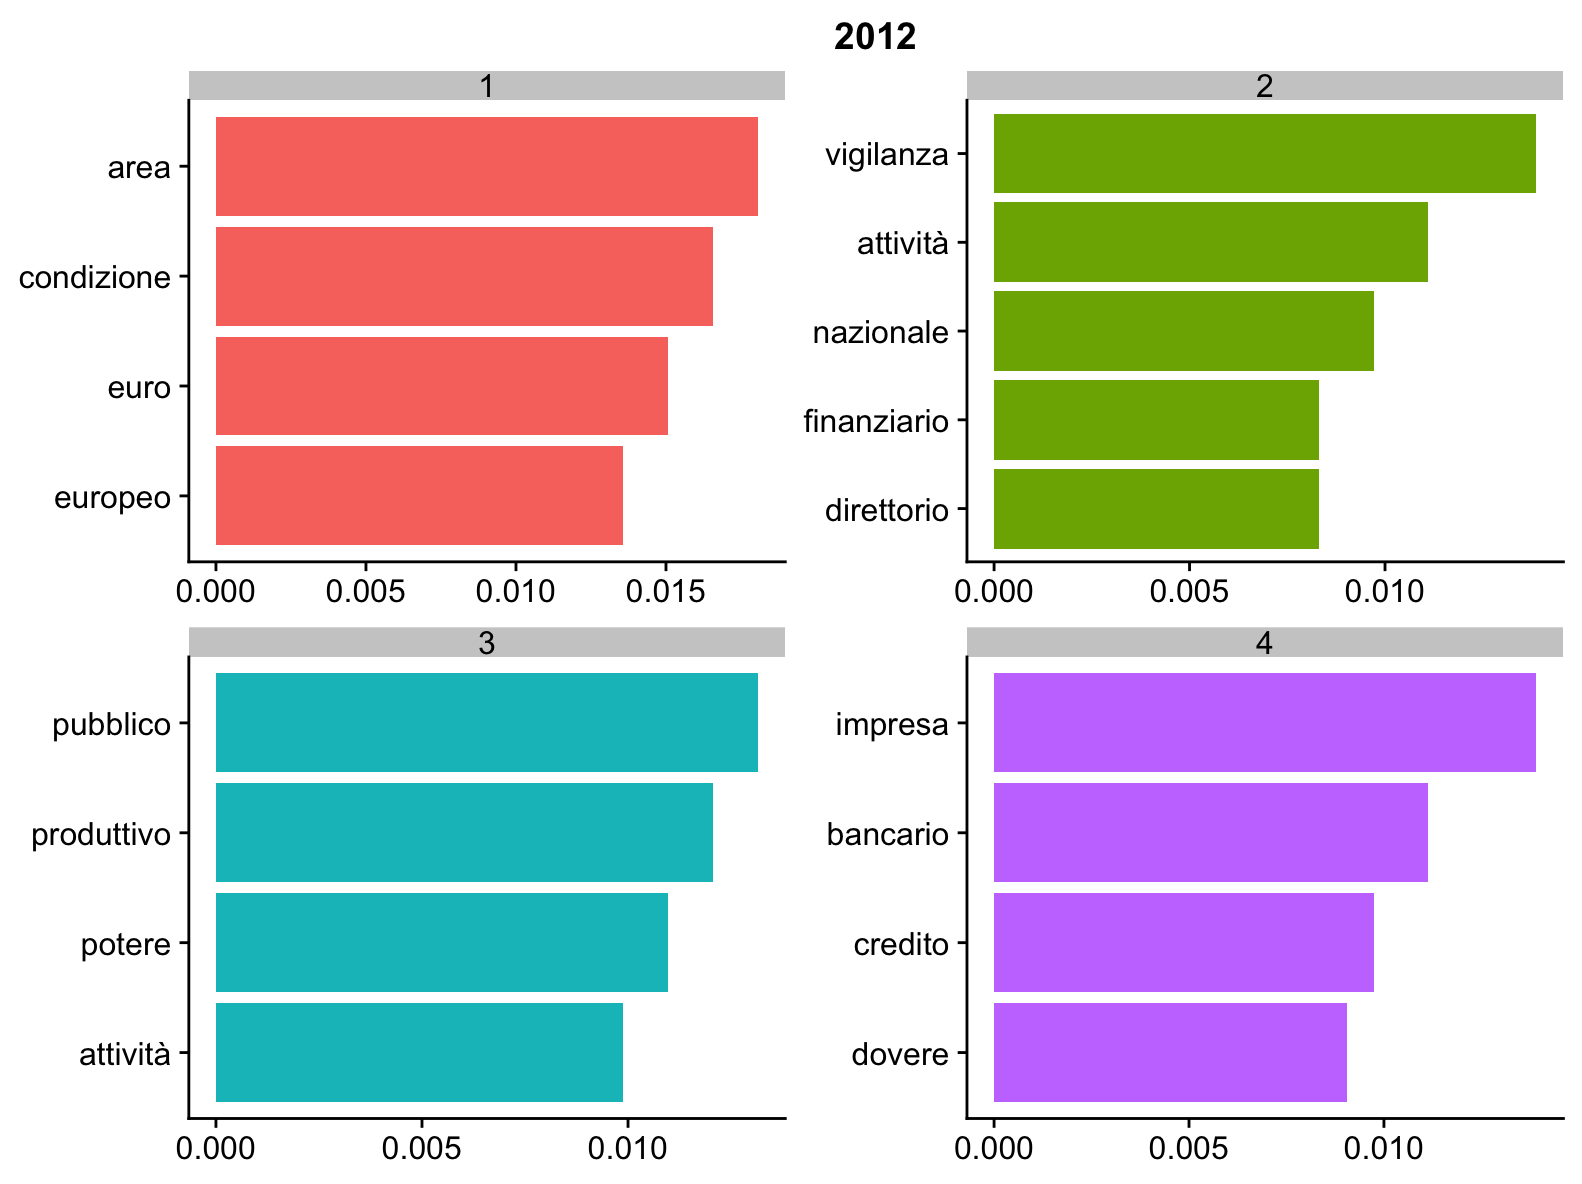 2012
1
area
condizione
euro
europeo
0.000 0.005 0.010 0.015
2
vigilanza
attività
nazionale
finanziario
direttorio
0.000 0.005 0.010
3
pubblico
produttivo
potere
attività
0.000 0.005 0.010
4
impresa
bancario
credito
dovere
0.000 0.005 0.010